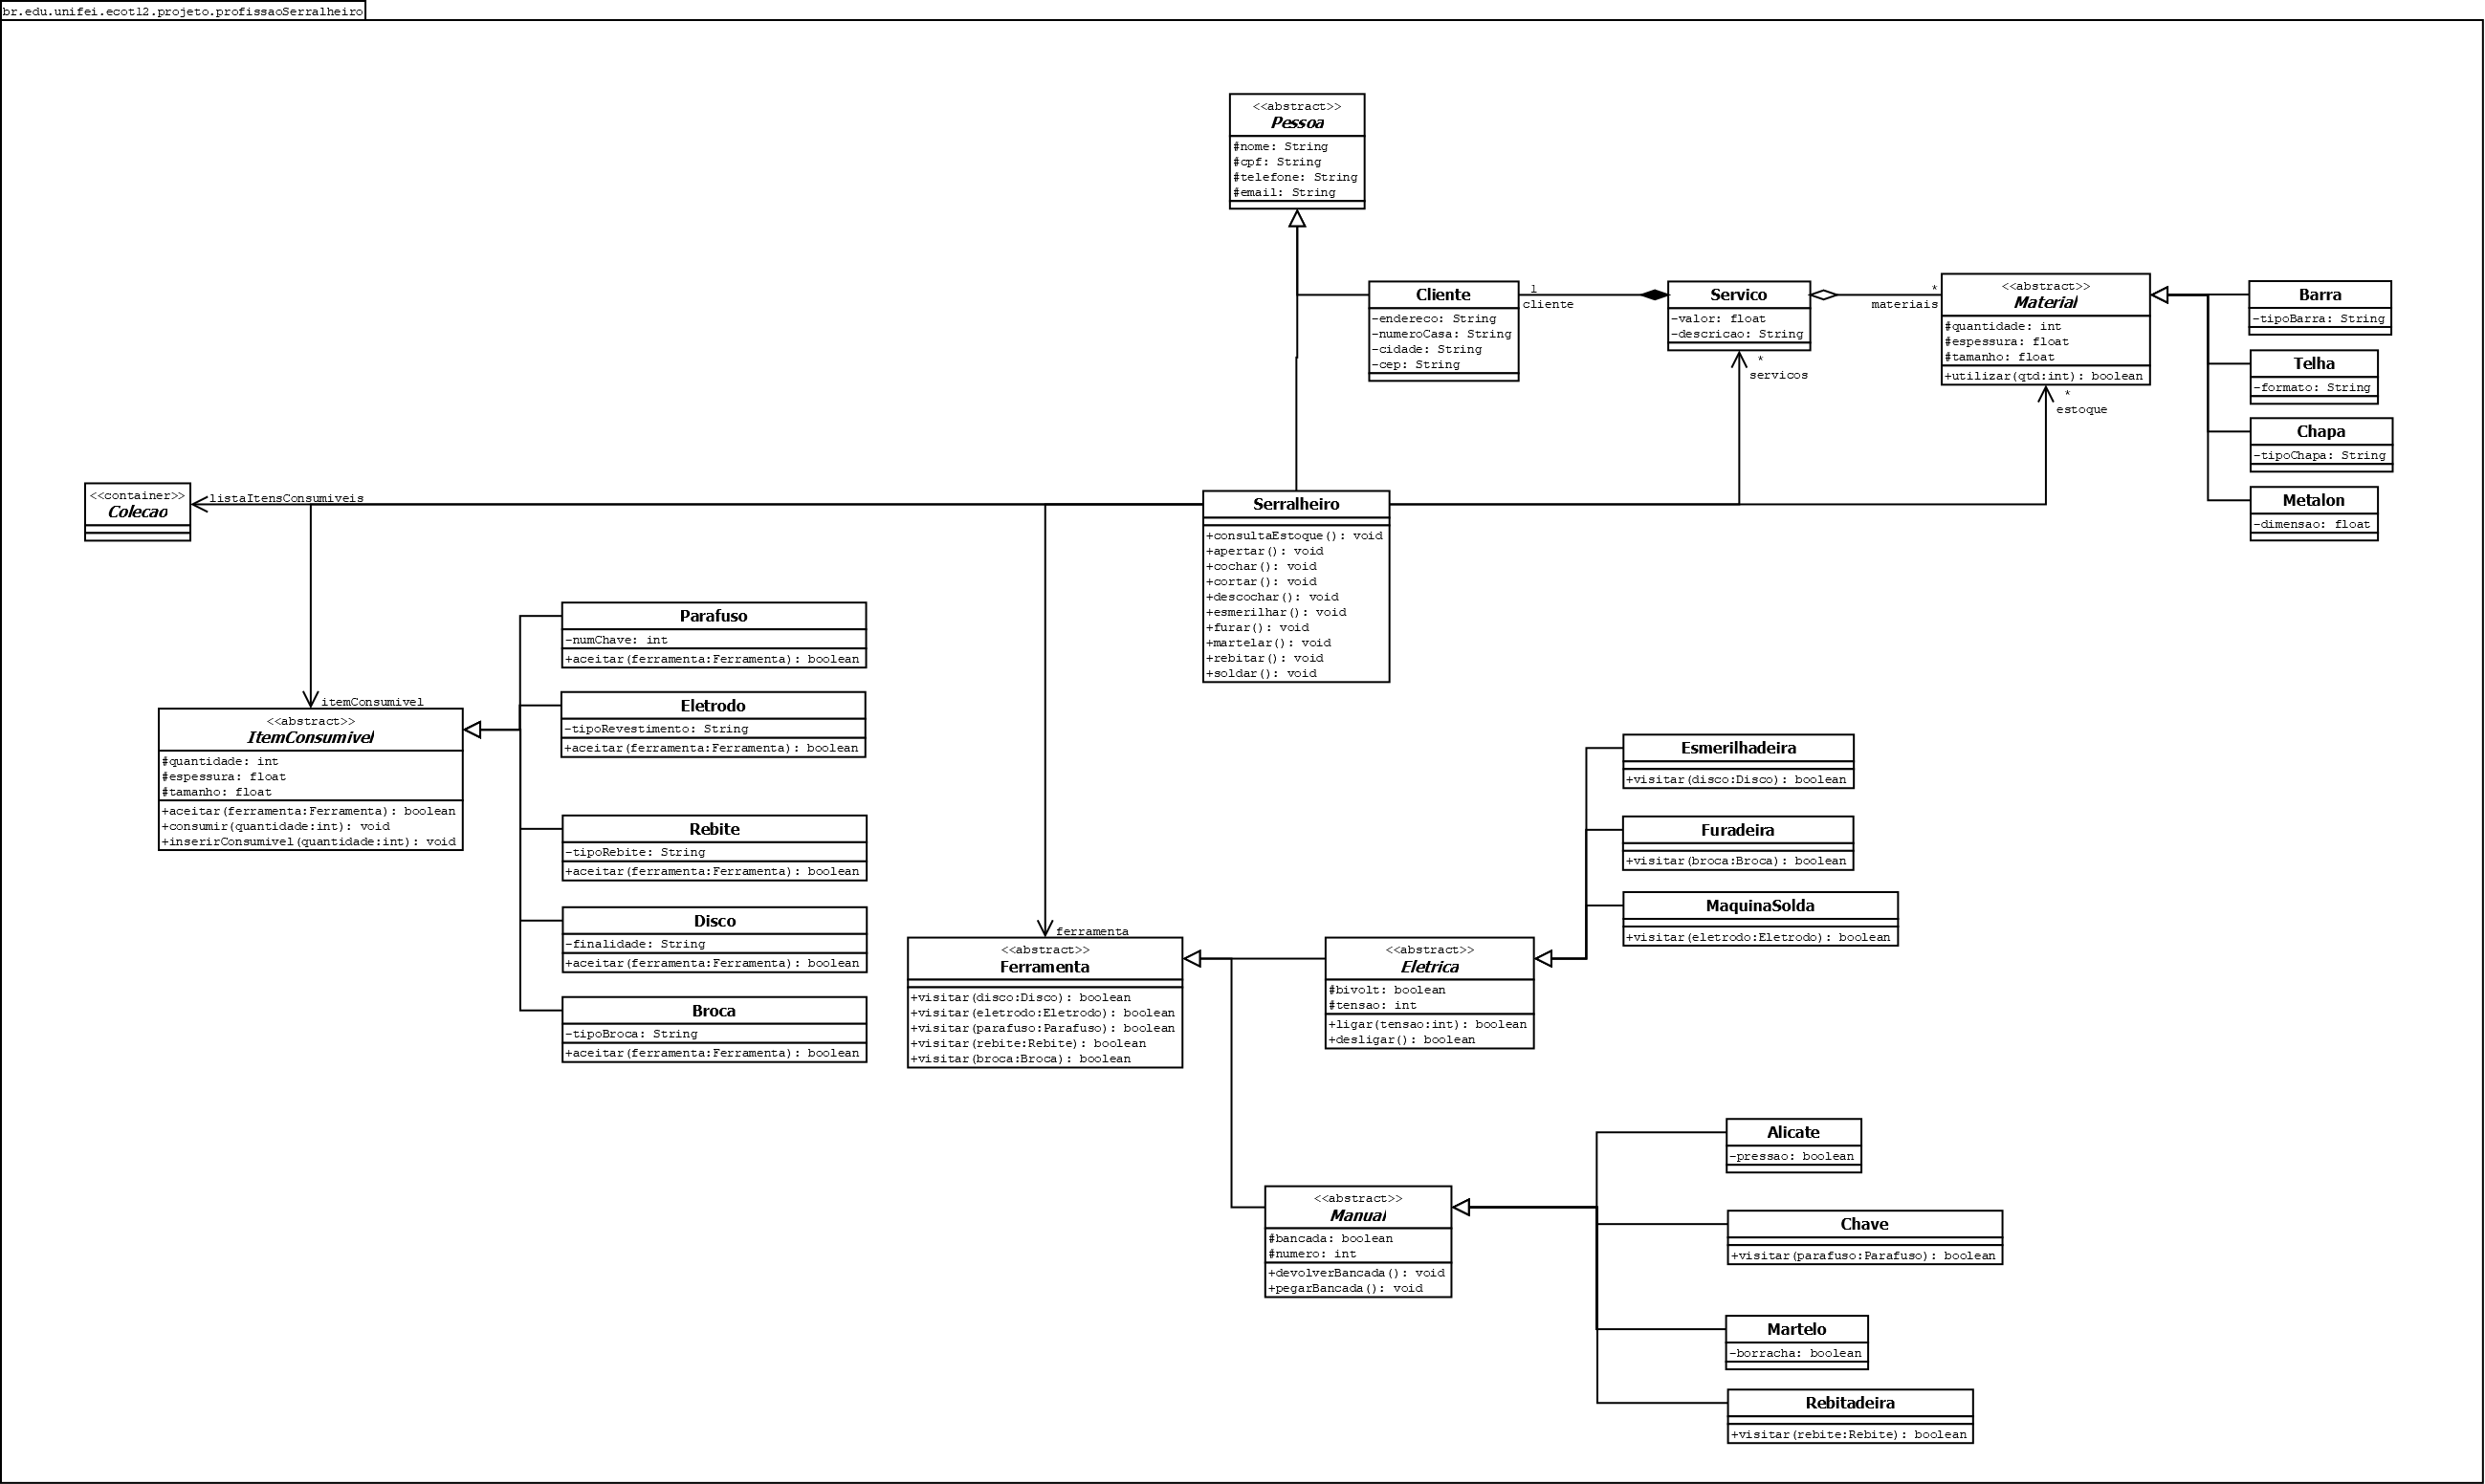 br.edu.unifei.ecot12.projeto.profissaoSerralheiro
<<abstract>>
Pessoa
#nome: String
#cpf: String
#telefone: String
#email: String
Cliente
-endereco: String
-numeroCasa: String
-cidade: String
-cep: String
1
cliente
Servico
-valor: float
-descricao: String
*
servicos
*
materiais
<<abstract>>
Material
#quantidade: int
#espessura: float
#tamanho: float
+utilizar(qtd:int): boolean
*
estoque
Barra
-tipoBarra: String
Telha
-formato: String
Chapa
-tipoChapa: String
Metalon
-dimensao: float
<<container>>
Colecao
listaItensConsumiveis
Serralheiro
+consultaEstoque(): void
+apertar(): void
+cochar(): void
+cortar(): void
+descochar(): void
+esmerilhar(): void
+furar(): void
+martelar(): void
+rebitar(): void
+soldar(): void
itemConsumivel
<<abstract>>
ItemConsumivel
#quantidade: int
#espessura: float
#tamanho: float
+aceitar(ferramenta:Ferramenta): boolean
+consumir(quantidade:int): void
+inserirConsumivel(quantidade:int): void
Parafuso
-numChave: int
+aceitar(ferramenta:Ferramenta): boolean
Eletrodo
-tipoRevestimento: String
+aceitar(ferramenta:Ferramenta): boolean
Rebite
-tipoRebite: String
+aceitar(ferramenta:Ferramenta): boolean
Disco
-finalidade: String
+aceitar(ferramenta:Ferramenta): boolean
Broca
-tipoBroca: String
+aceitar(ferramenta:Ferramenta): boolean
ferramenta
<<abstract>>
Ferramenta
+visitar(disco:Disco): boolean
+visitar(eletrodo:Eletrodo): boolean
+visitar(parafuso:Parafuso): boolean
+visitar(rebite:Rebite): boolean
+visitar(broca:Broca): boolean
<<abstract>>
Eletrica
#bivolt: boolean
#tensao: int
+ligar(tensao:int): boolean
+desligar(): boolean
Esmerilhadeira
+visitar(disco:Disco): boolean
Furadeira
+visitar(broca:Broca): boolean
MaquinaSolda
+visitar(eletrodo:Eletrodo): boolean
<<abstract>>
Manual
#bancada: boolean
#numero: int
+devolverBancada(): void
+pegarBancada(): void
Alicate
-pressao: boolean
Chave
+visitar(parafuso:Parafuso): boolean
Martelo
-borracha: boolean
Rebitadeira
+visitar(rebite:Rebite): boolean